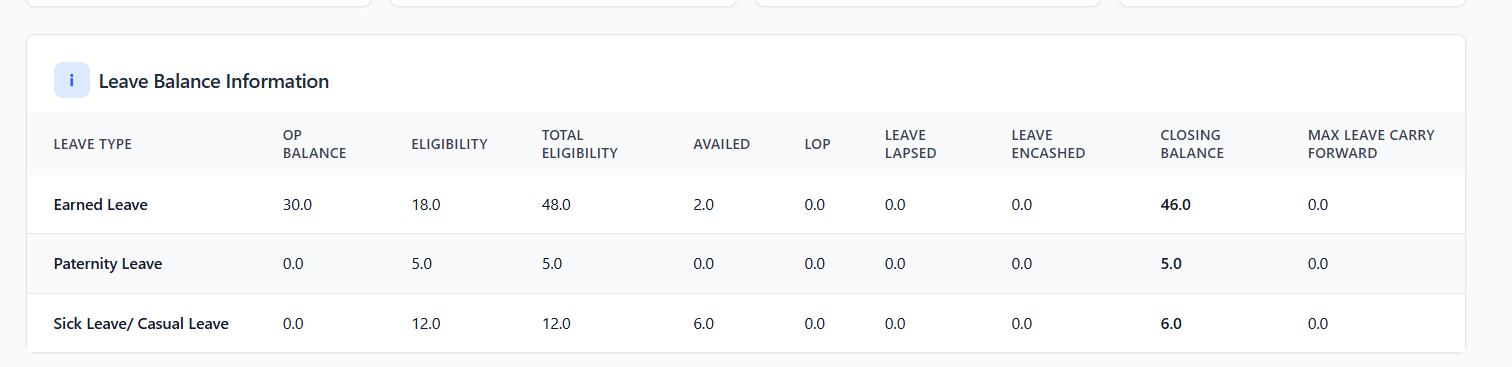 i Leave Balance Information
LEAVE TYPE OP BALANCE ELIGIBILITY TOTAL ELIGIBILITY AVAILED LOP LEAVE LAPSED LEAVE ENCASHED CLOSING BALANCE MAX LEAVE CARRY FORWARD
Earned Leave 30.0 18.0 48.0 2.0 0.0 0.0 0.0 46.0 0.0
Paternity Leave 0.0 5.0 5.0 0.0 0.0 0.0 0.0 5.0 0.0
Sick Leave/ Casual Leave 0.0 12.0 12.0 6.0 0.0 0.0 0.0 6.0 0.0